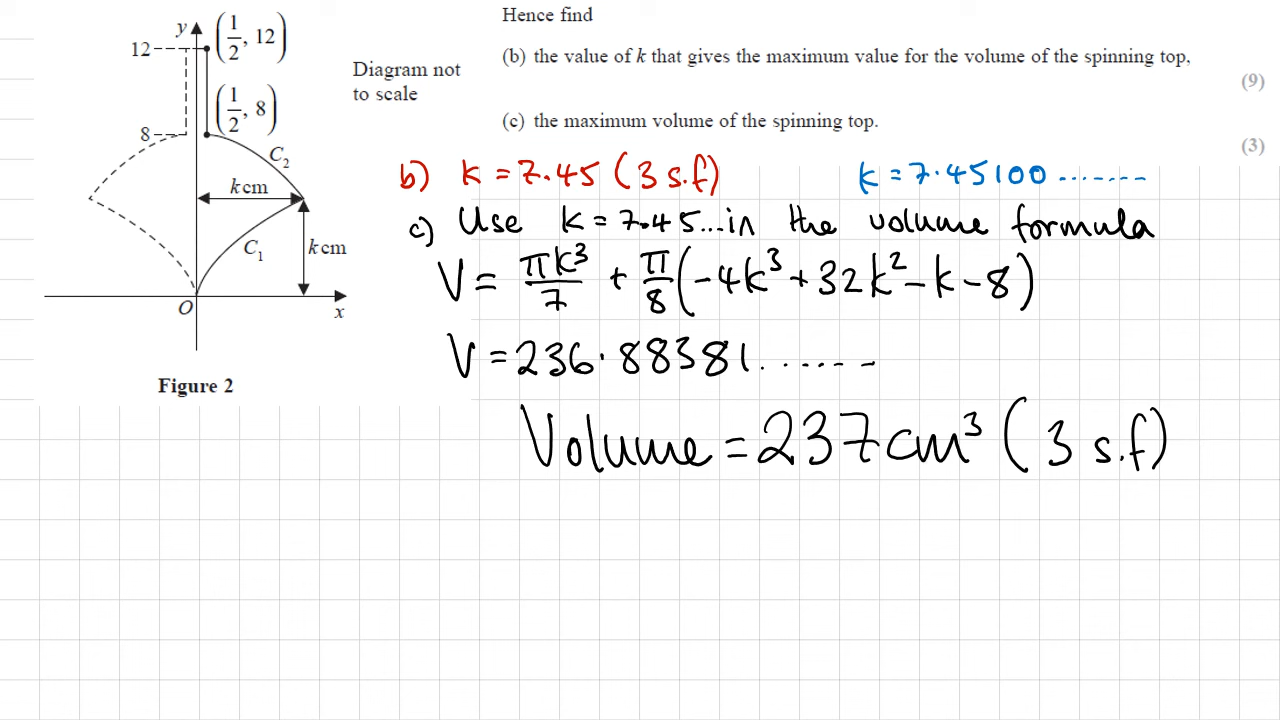 Hence find
(b) the value of k that gives the maximum value for the volume of the spinning top,
(9)
(c) the maximum volume of the spinning top.
(3)
y
12
(1/2, 12)
Diagram not
to scale
(1/2, 8)
8
C₂
k cm
C₁
k cm
O
x
Figure 2
b) k = 7.45 (3 s.f) k = 7.45100.......
c) Use k = 7.45... in the volume formula
V = πk³/7 + π/8(-4k³ + 32k² - k - 8)
V = 236.88381.......
Volume = 237cm³ (3 s.f)